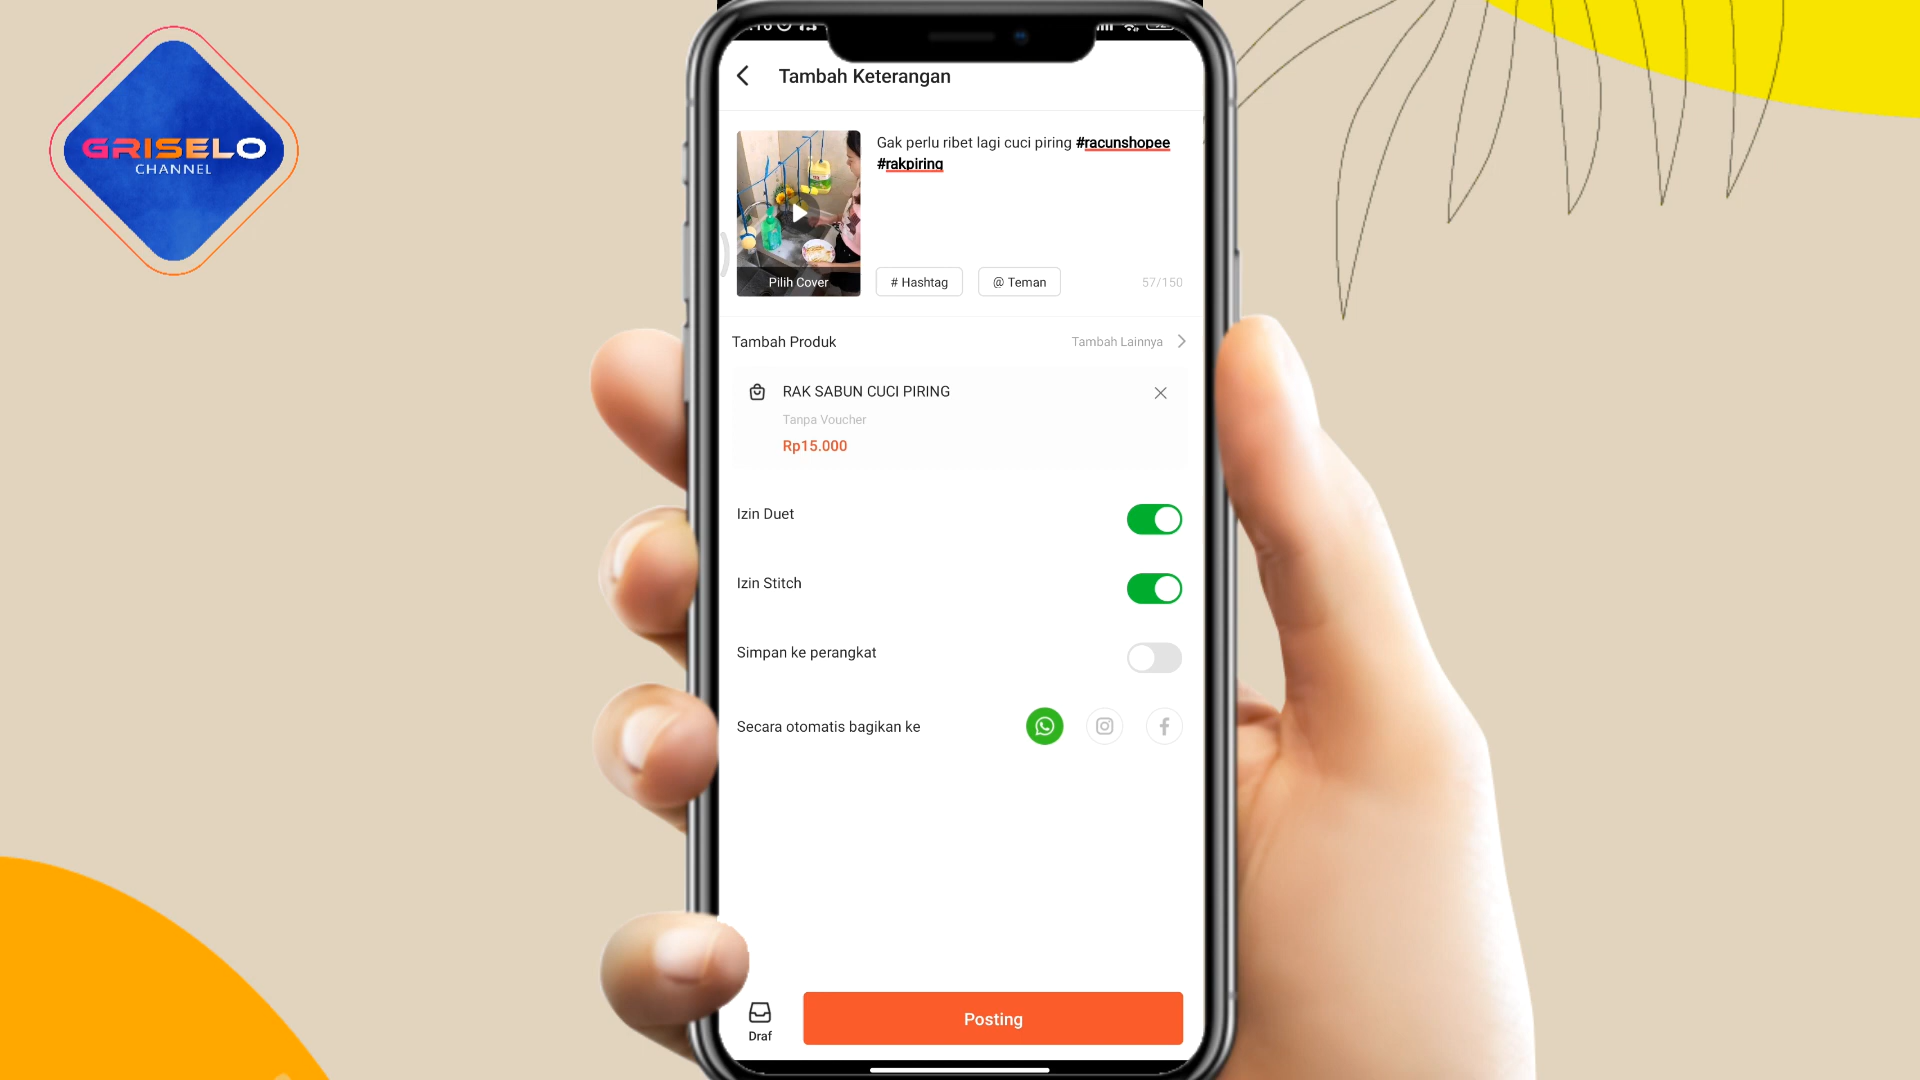 GRISELO
CHANNEL
Tambah Keterangan
Gak perlu ribet lagi cuci piring #racunshopee
#rakpiring
Pilih Cover
# Hashtag
@ Teman
57/150
Tambah Produk
Tambah Lainnya
RAK SABUN CUCI PIRING
Tanpa Voucher
Rp15.000
Izin Duet
Izin Stitch
Simpan ke perangkat
Secara otomatis bagikan ke
Draf
Posting